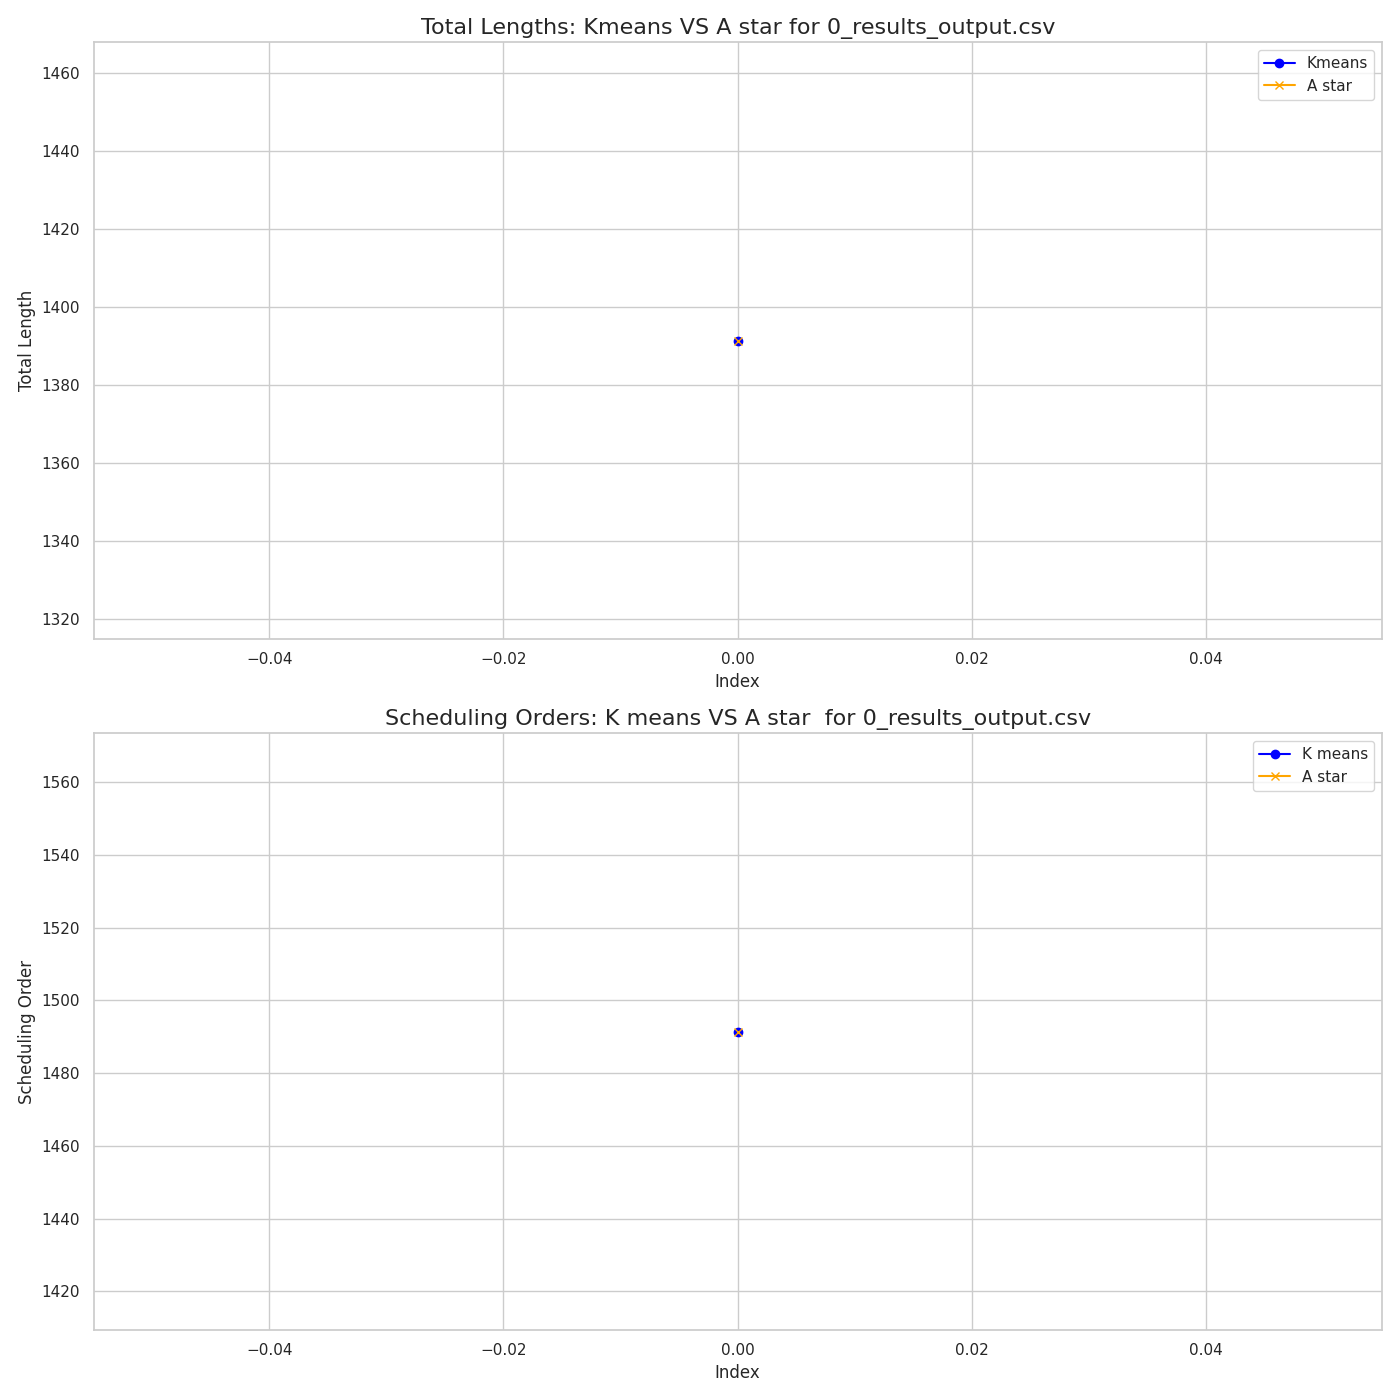 Total Lengths: Kmeans VS A star for 0_results_output.csv
Kmeans
A star
1460
1440
1420
1400
1380
1360
1340
1320
Total Length
−0.04
−0.02
0.00
0.02
0.04
Index
Scheduling Orders: K means VS A star  for 0_results_output.csv
K means
A star
1560
1540
1520
1500
1480
1460
1440
1420
Scheduling Order
−0.04
−0.02
0.00
0.02
0.04
Index